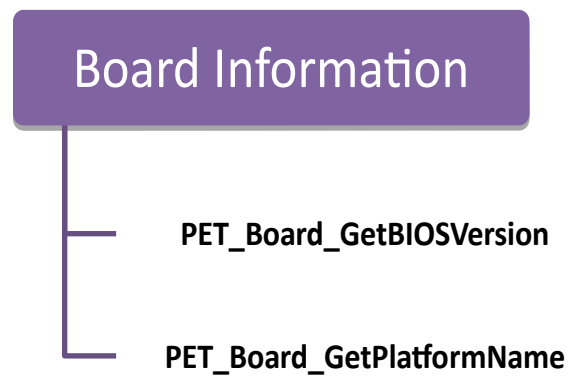 Board Information
PET_Board_GetBIOSVersion
PET_Board_GetPlatformName